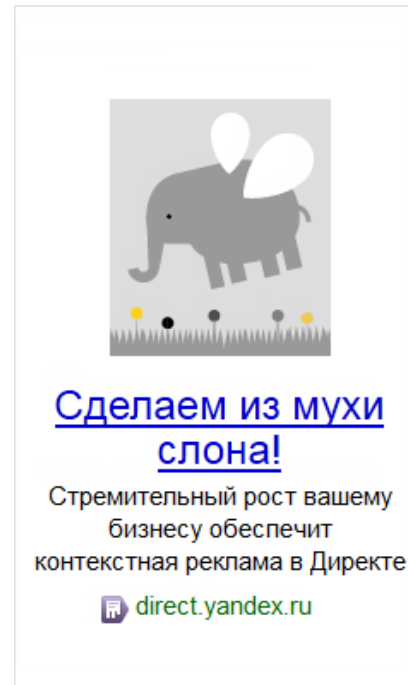 Сделаем из мухи
слона!
Стремительный рост вашему
бизнесу обеспечит
контекстная реклама в Директе
direct.yandex.ru